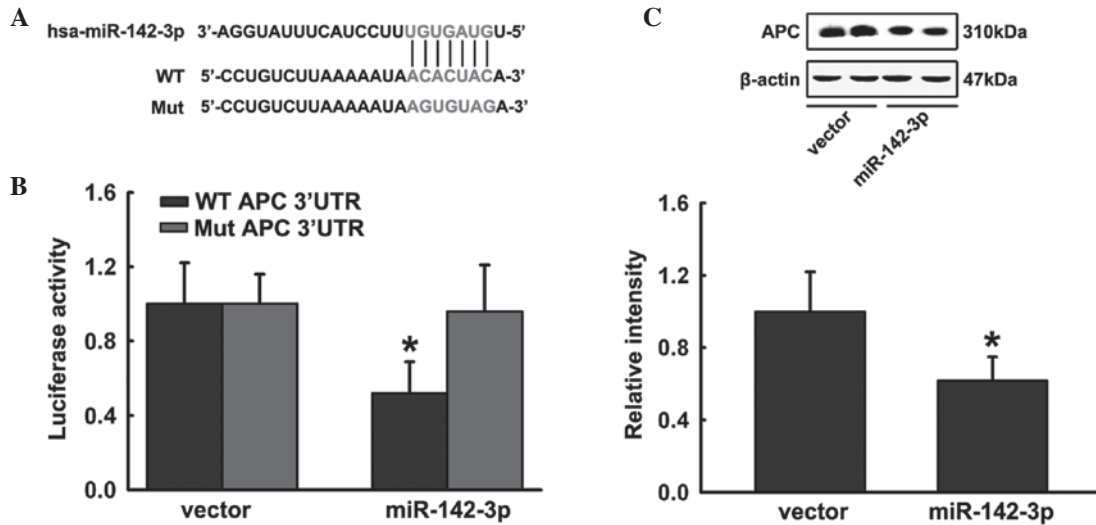 A
hsa-miR-142-3p 3’-AGGUAUUUCAUCCUUUGUGAUGU-5’
WT 5’-CCUGUCUUAAAAAUAACACUACA-3’
Mut 5’-CCUGUCUUAAAAAUAAGUGUAGA-3’
B
WT APC 3’UTR
Mut APC 3’UTR
Luciferase activity
1.6
1.2
0.8
0.4
0.0
*
vector miR-142-3p
C
APC 310kDa
β-actin 47kDa
vector
miR-142-3p
Relative intensity
1.6
1.2
0.8
0.4
0.0
*
vector miR-142-3p